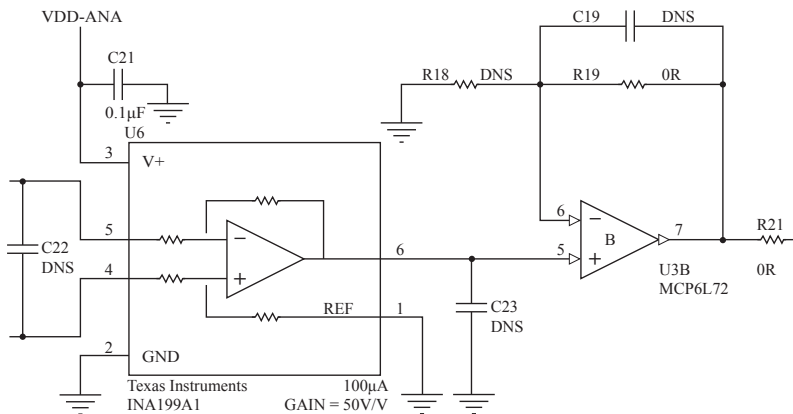 VDD-ANA
C21
0.1µF
C19 DNS
R18 DNS
R19 0R
U6
3
V+
5
C22
DNS
4
6
REF
1
2
GND
C23
DNS
6
5
B
7
U3B
MCP6L72
R21
0R
Texas Instruments
INA199A1
100µA
GAIN = 50V/V